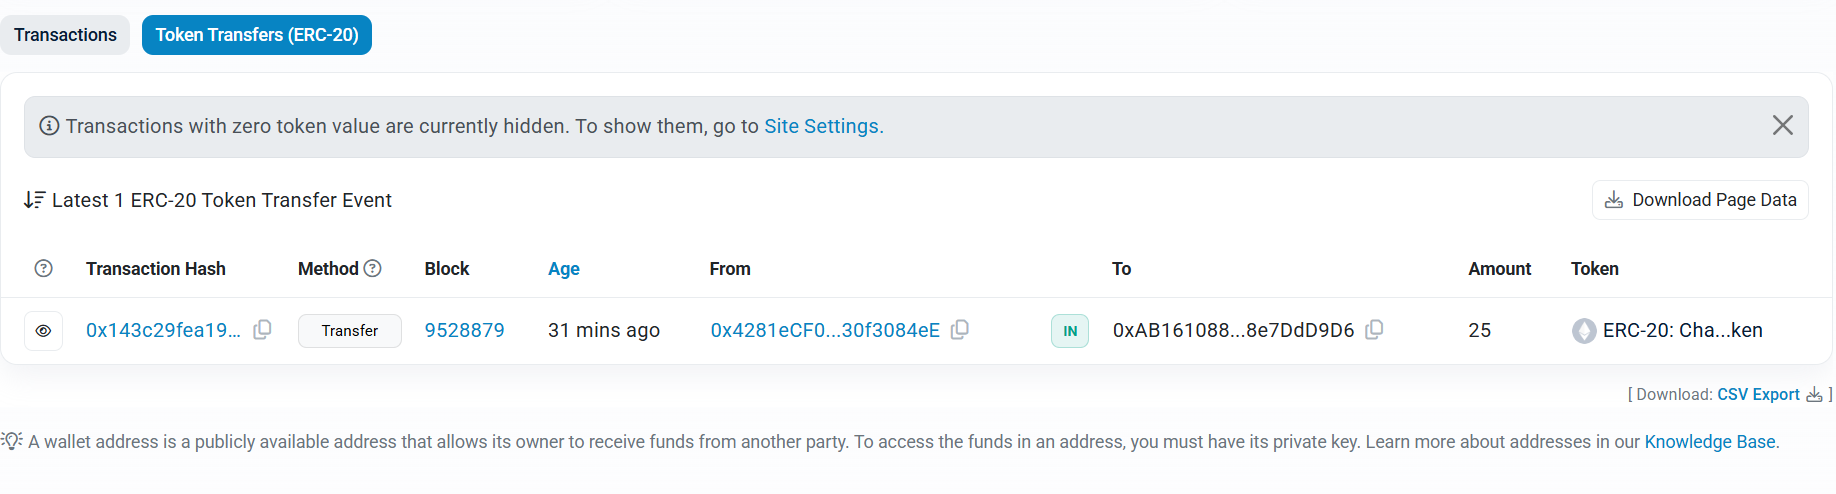 Transactions
Token Transfers (ERC-20)
Transactions with zero token value are currently hidden. To show them, go to Site Settings.
Latest 1 ERC-20 Token Transfer Event
Download Page Data
Transaction Hash Method Block Age From To Amount Token
0x143c29fea19... Transfer 9528879 31 mins ago 0x4281eCF0...30f3084eE IN 0xAB161088...8e7DdD9D6 25 ERC-20: Cha...ken
[ Download: CSV Export ]
A wallet address is a publicly available address that allows its owner to receive funds from another party. To access the funds in an address, you must have its private key. Learn more about addresses in our Knowledge Base.